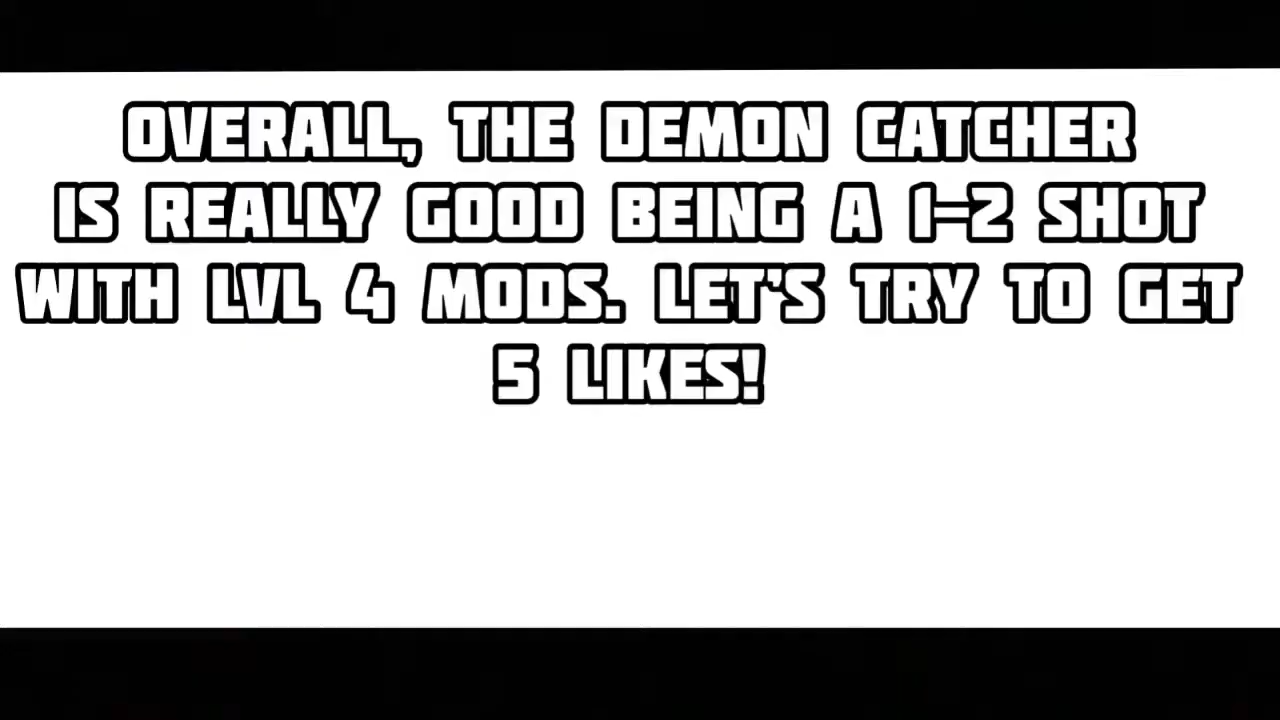 OVERALL, THE DEMON CATCHER
IS REALLY GOOD BEING A 1-2 SHOT
WITH LVL 4 MODS. LET'S TRY TO GET
5 LIKES!